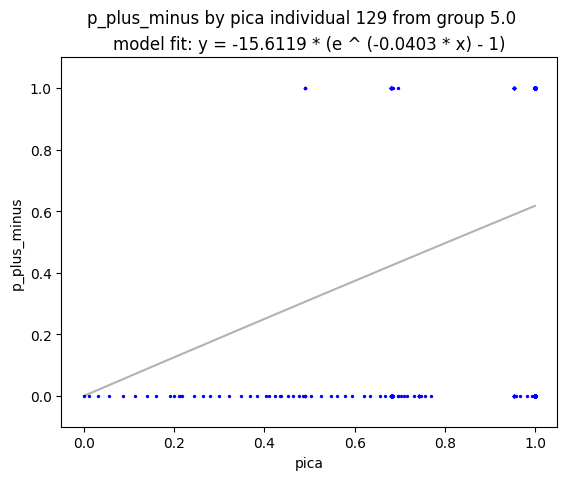 p_plus_minus by pica individual 129 from group 5.0
model fit: y = -15.6119 * (e ^ (-0.0403 * x) - 1)
1.0
0.8
0.6
0.4
0.2
0.0
p_plus_minus
0.0 0.2 0.4 0.6 0.8 1.0
pica